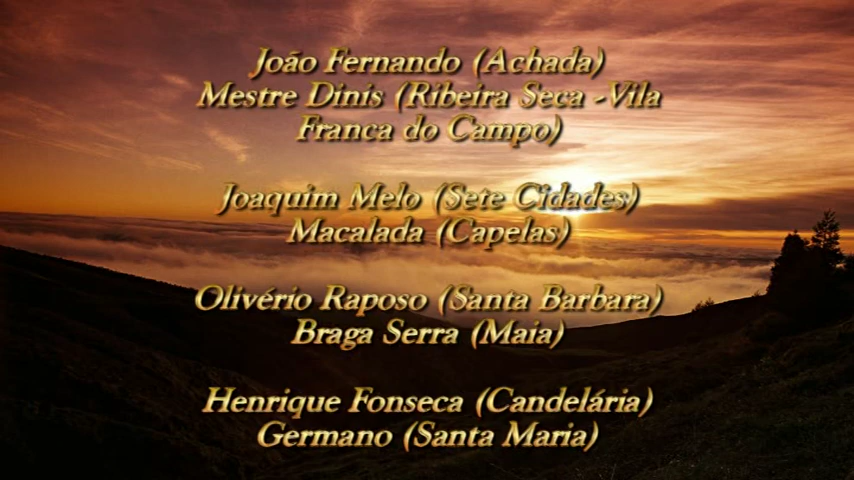 João Fernando (Achada)
Mestre Dinis (Ribeira Seca -Vila
Franca do Campo)
Joaquim Melo (Sete Cidades)
Macalada (Capelas)
Olivério Raposo (Santa Barbara)
Braga Serra (Maia)
Henrique Fonseca (Candelária)
Germano (Santa Maria)